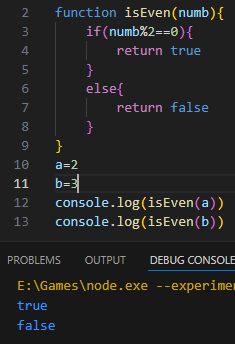 2 function isEven(numb){
3     if(numb%2==0){
4         return true
5     }
6     else{
7         return false
8     }
9 }
10 a=2
11 b=3
12 console.log(isEven(a))
13 console.log(isEven(b))
PROBLEMS OUTPUT DEBUG CONSOLE
E:\Games\node.exe --experimen
true
false